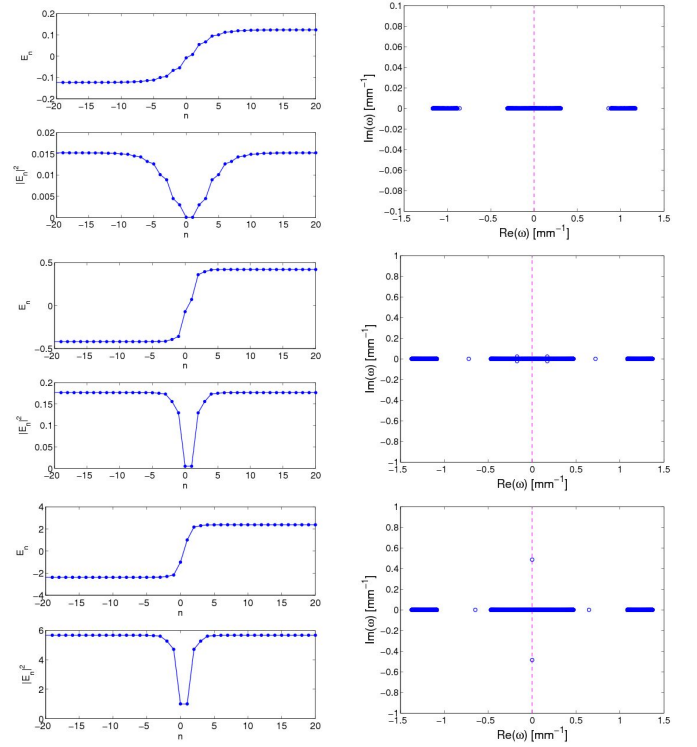 0.2
0.1
0
−0.1
−0.2
E_n
−20 −15 −10 −5 0 5 10 15 20
n
0.02
0.015
0.01
0.005
0
|E_n|^2
−20 −15 −10 −5 0 5 10 15 20
n
0.1
0.08
0.06
0.04
0.02
0
−0.02
−0.04
−0.06
−0.08
−0.1
Im(ω) [mm^−1]
−1.5 −1 −0.5 0 0.5 1 1.5
Re(ω) [mm^−1]
0.5
0
−0.5
E_n
−20 −15 −10 −5 0 5 10 15 20
n
0.2
0.15
0.1
0.05
0
|E_n|^2
−20 −15 −10 −5 0 5 10 15 20
n
1
0.8
0.6
0.4
0.2
0
−0.2
−0.4
−0.6
−0.8
−1
Im(ω) [mm^−1]
−1.5 −1 −0.5 0 0.5 1 1.5
Re(ω) [mm^−1]
4
2
0
−2
−4
E_n
−20 −15 −10 −5 0 5 10 15 20
n
6
4
2
0
|E_n|^2
−20 −15 −10 −5 0 5 10 15 20
n
1
0.8
0.6
0.4
0.2
0
−0.2
−0.4
−0.6
−0.8
−1
Im(ω) [mm^−1]
−1.5 −1 −0.5 0 0.5 1 1.5
Re(ω) [mm^−1]